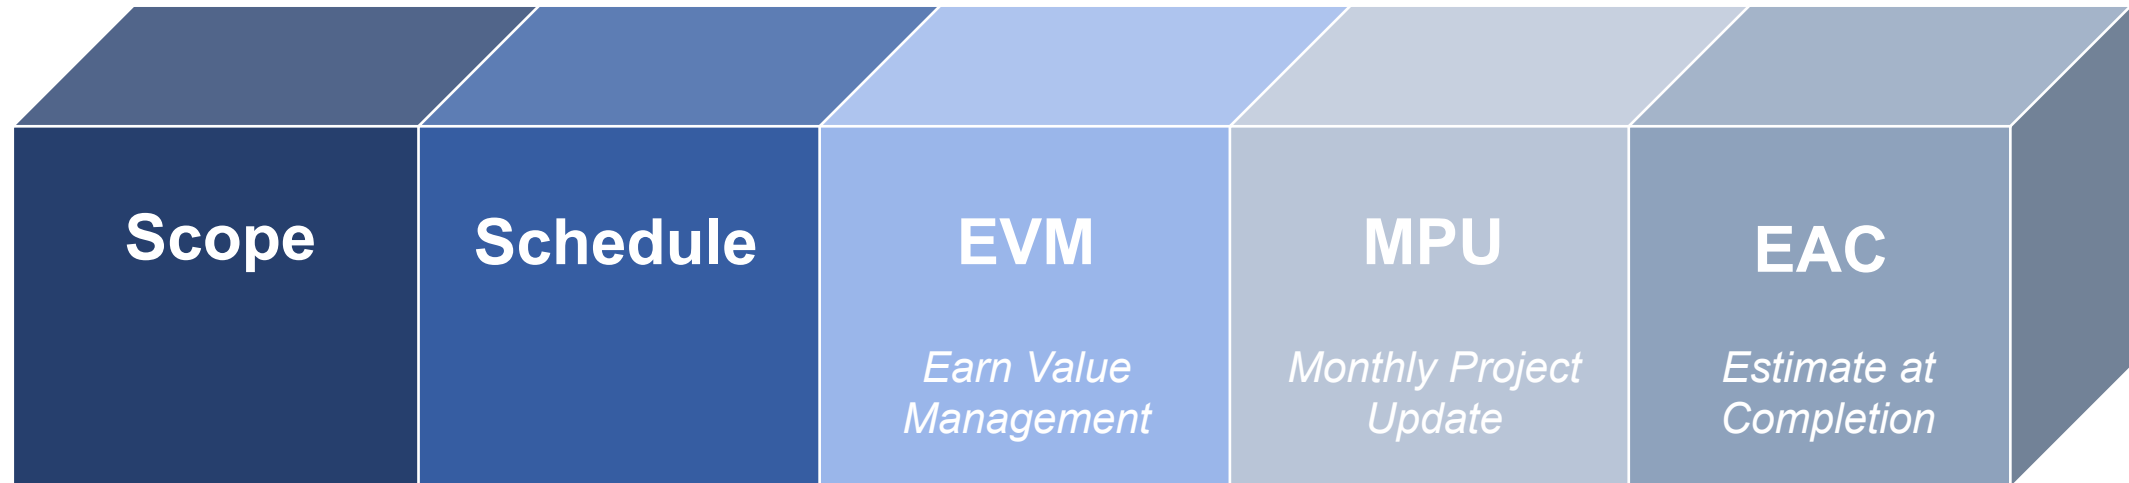 Scope
Schedule
EVM
Earn Value
Management
MPU
Monthly Project
Update
EAC
Estimate at
Completion